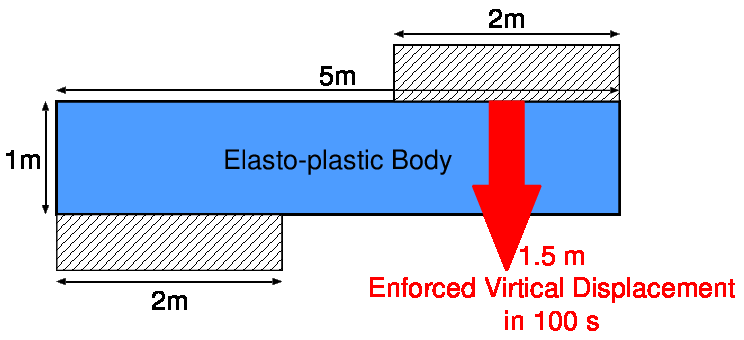 2m
5m
1m
Elasto-plastic Body
2m
1.5 m
Enforced Virtical Displacement
in 100 s